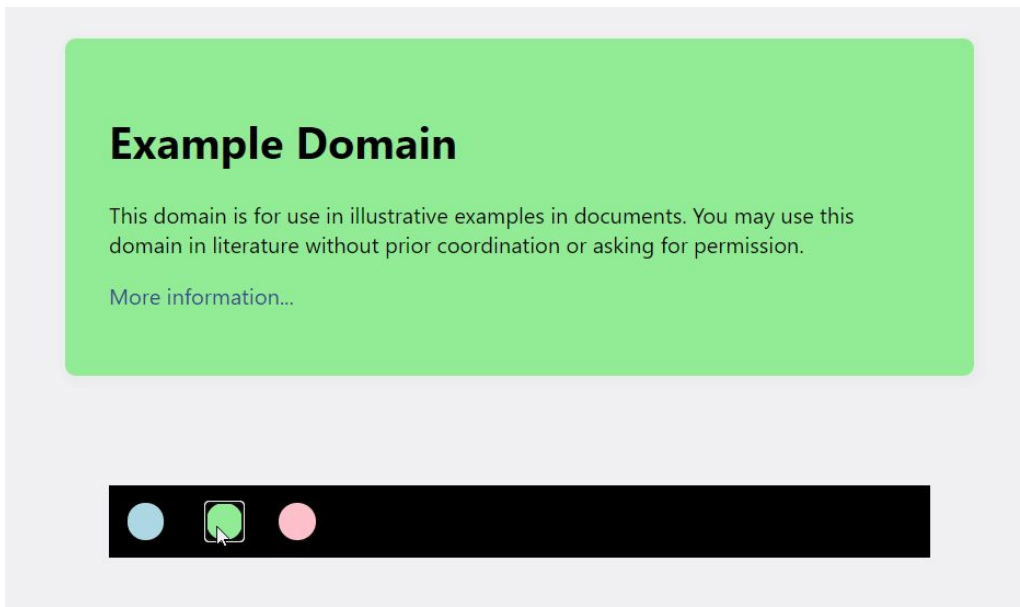 Example Domain
This domain is for use in illustrative examples in documents. You may use this
domain in literature without prior coordination or asking for permission.
More information...